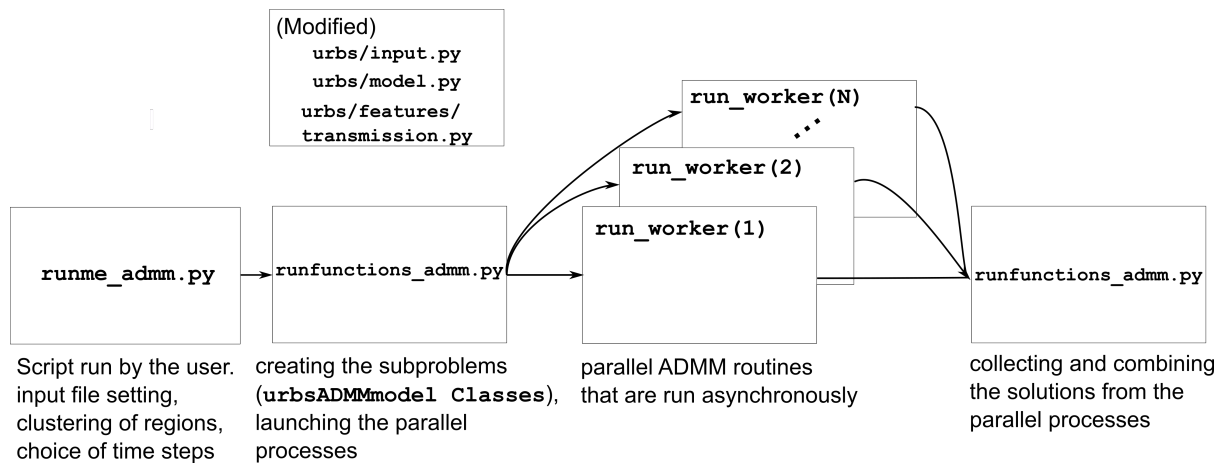 (Modified)
urbs/input.py
urbs/model.py
urbs/features/
transmission.py
runme_admm.py
runfunctions_admm.py
run_worker(N)
run_worker(2)
run_worker(1)
runfunctions_admm.py
Script run by the user.
input file setting,
clustering of regions,
choice of time steps
creating the subproblems
(urbsADMMmodel Classes),
launching the parallel
processes
parallel ADMM routines
that are run asynchronously
collecting and combining
the solutions from the
parallel processes